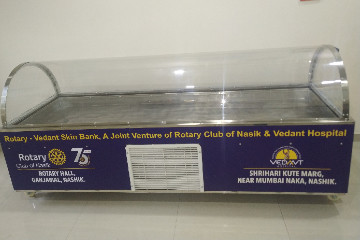 Rotary - Vedant Skin Bank, A Joint Venture of Rotary Club of Nasik & Vedant Hospital
Rotary
Club of Nasik
75
ROTARY HALL,
GANJAMAL, NASHIK.
VEDANT
SHRIHARI KUTE MARG,
NEAR MUMBAI NAKA, NASHIK.